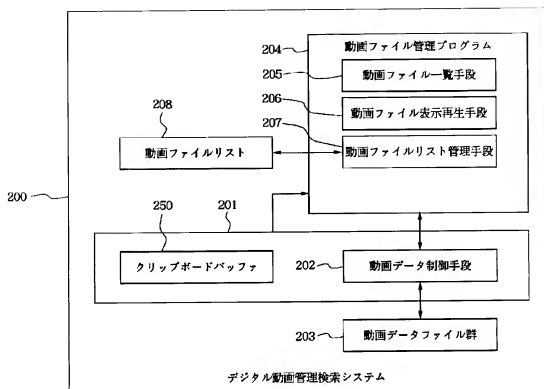 204
動画ファイル管理プログラム
205
動画ファイル一覧手段
206
動画ファイル表示再生手段
208
207
動画ファイルリスト
動画ファイルリスト管理手段
200
250
201
クリップボードバッファ
202
動画データ制御手段
203
動画データファイル群
デジタル動画管理検索システム